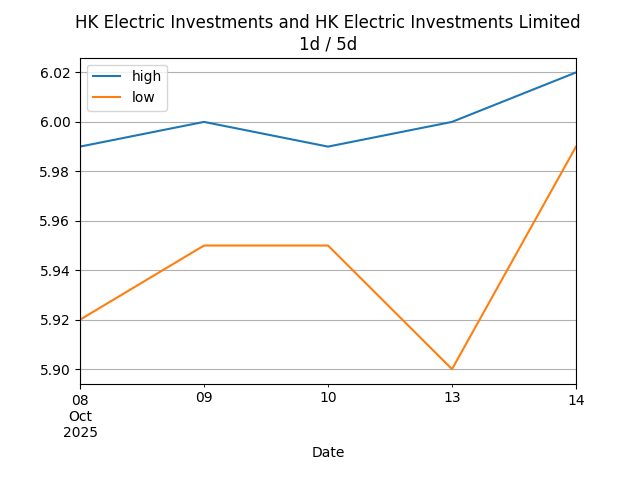 HK Electric Investments and HK Electric Investments Limited
1d / 5d
high
low
6.02
6.00
5.98
5.96
5.94
5.92
5.90
08
Oct
2025
09
10
13
14
Date